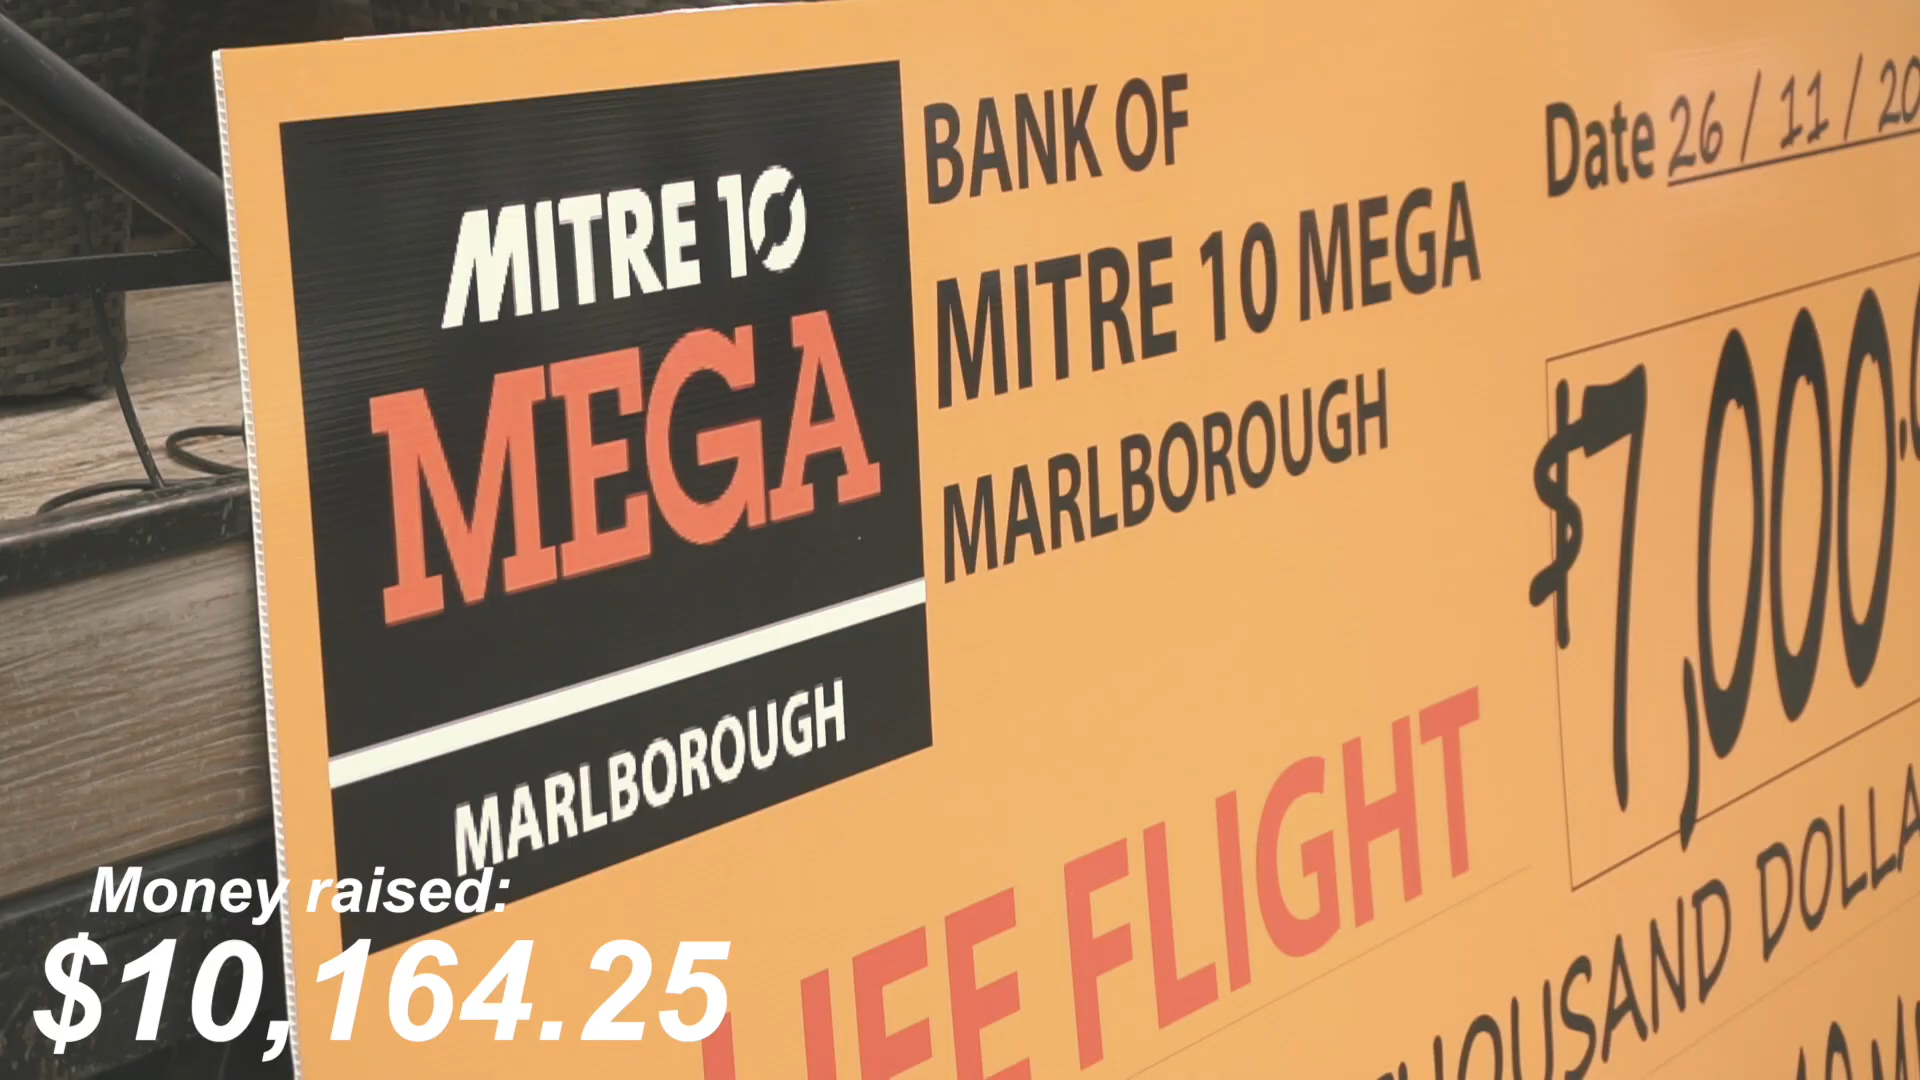 MITRE 10
MEGA
MARLBOROUGH
BANK OF
MITRE 10 MEGA
MARLBOROUGH
Date 26 / 11 / 20
$7,000.
LIFE FLIGHT
THOUSAND DOLLA
10 M
Money raised:
$10,164.25